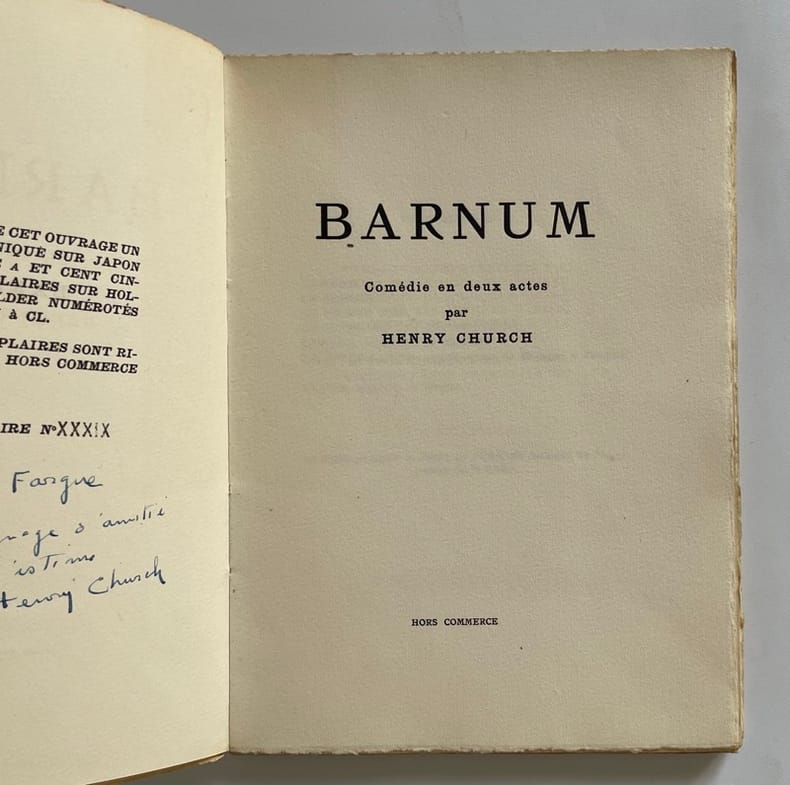 E CET OUVRAGE UN
NIQUE SUR JAPON
A ET CENT CIN-
LAIRES SUR HOL-
LDER NUMÉROTÉS
à CL.
PLAIRES SONT RI-
HORS COMMERCE
IRE N°XXXIX
Fargue
d'amitié
Henry Church
BARNUM
Comédie en deux actes
par
HENRY CHURCH
HORS COMMERCE